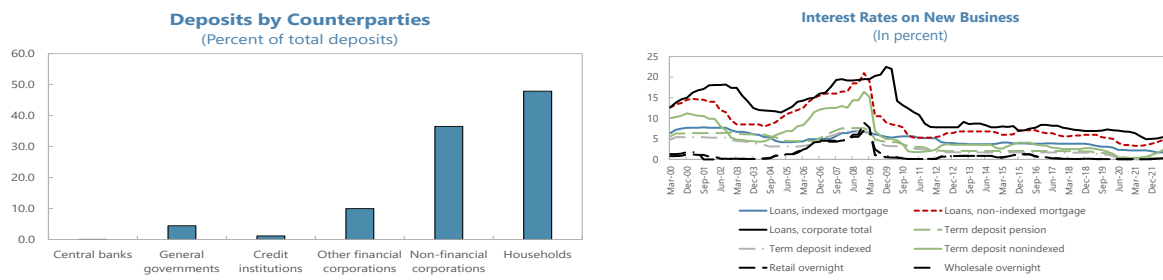 Deposits by Counterparties
(Percent of total deposits)
60.0
50.0
40.0
30.0
20.0
10.0
0.0
Central banks
General governments
Credit institutions
Other financial corporations
Non-financial corporations
Households
Interest Rates on New Business
(In percent)
25
20
15
10
5
0
Mar-00
Dec-00
Sep-01
Jun-02
Mar-03
Dec-03
Sep-04
Jun-05
Mar-06
Dec-06
Sep-07
Jun-08
Mar-09
Dec-09
Sep-10
Jun-11
Mar-12
Dec-12
Sep-13
Jun-14
Mar-15
Dec-15
Sep-16
Jun-17
Mar-18
Dec-18
Sep-19
Jun-20
Mar-21
Dec-21
Loans, indexed mortgage
Loans, non-indexed mortgage
Loans, corporate total
Term deposit pension
Term deposit indexed
Term deposit nonindexed
Retail overnight
Wholesale overnight